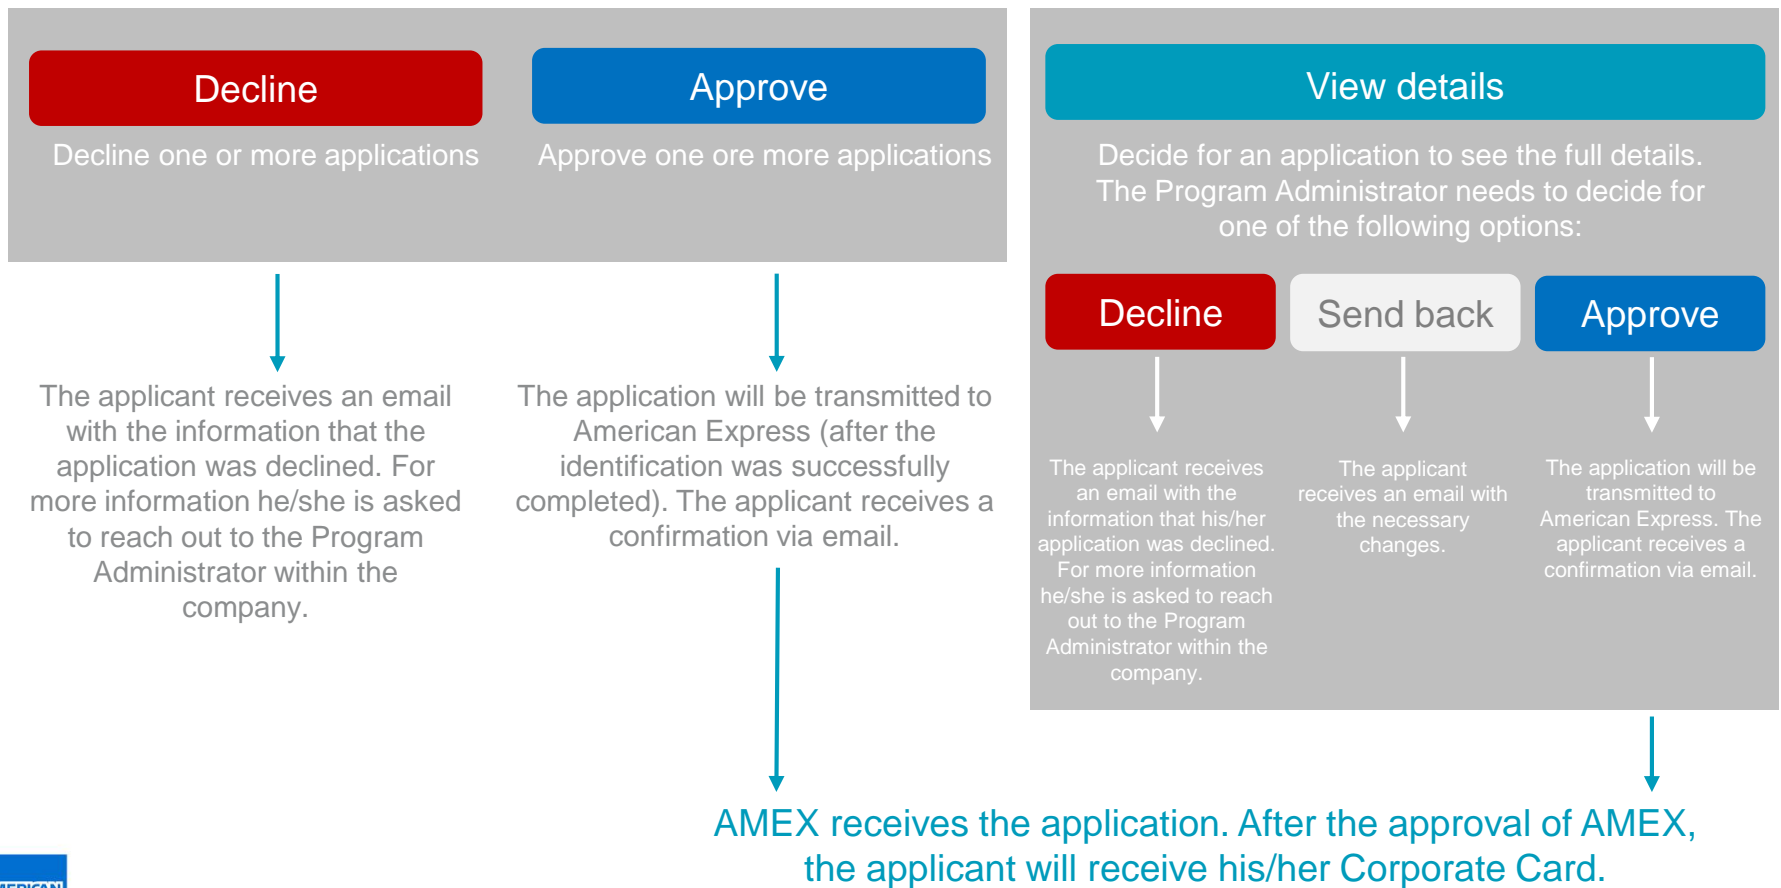 Decline
Decline one or more applications
Approve
Approve one ore more applications
The applicant receives an email
with the information that the
application was declined. For
more information he/she is asked
to reach out to the Program
Administrator within the
company.
The application will be transmitted to
American Express (after the
identification was successfully
completed). The applicant receives a
confirmation via email.
View details
Decide for an application to see the full details.
The Program Administrator needs to decide for
one of the following options:
Decline
The applicant receives
an email with the
information that his/her
application was declined.
For more information
he/she is asked to reach
out to the Program
Administrator within the
company.
Send back
The applicant
receives an email with
the necessary
changes.
Approve
The application will be
transmitted to
American Express. The
applicant receives a
confirmation via email.
AMEX receives the application. After the approval of AMEX,
the applicant will receive his/her Corporate Card.